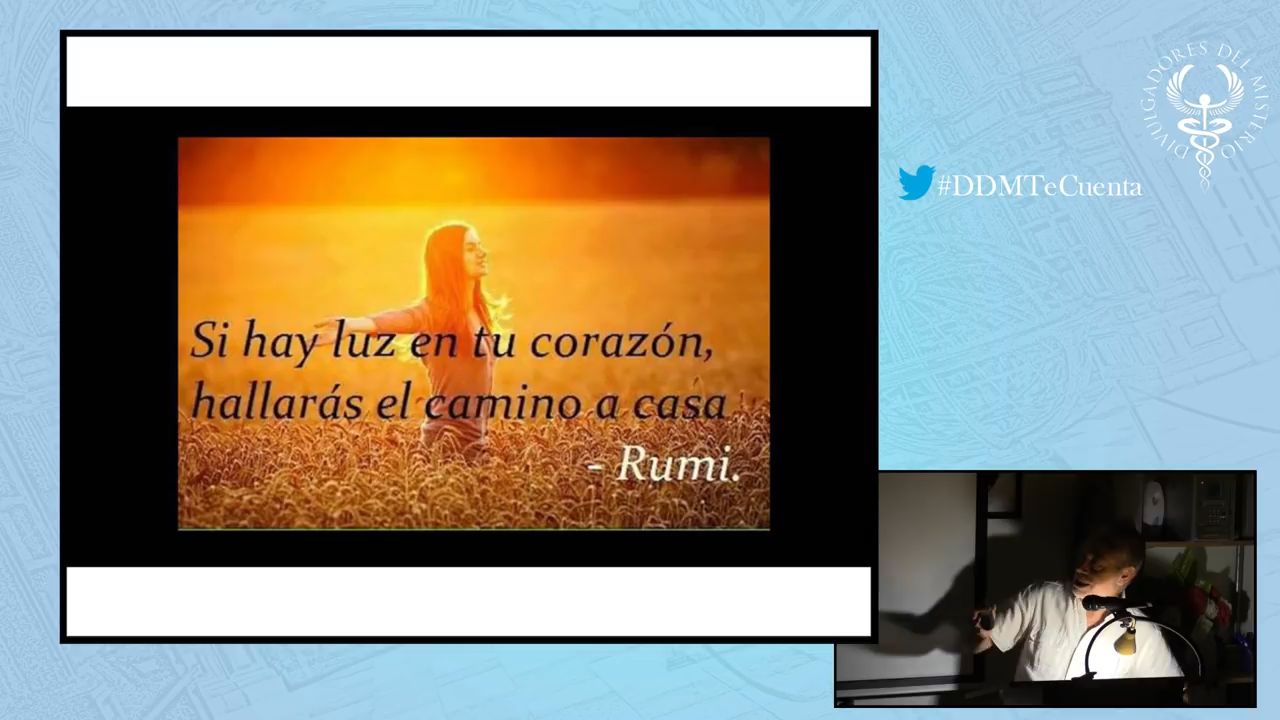 Si hay luz en tu corazón,
hallarás el camino a casa
- Rumi.
#DDMTeCuenta
DIVULGADORES DEL MISTERIO